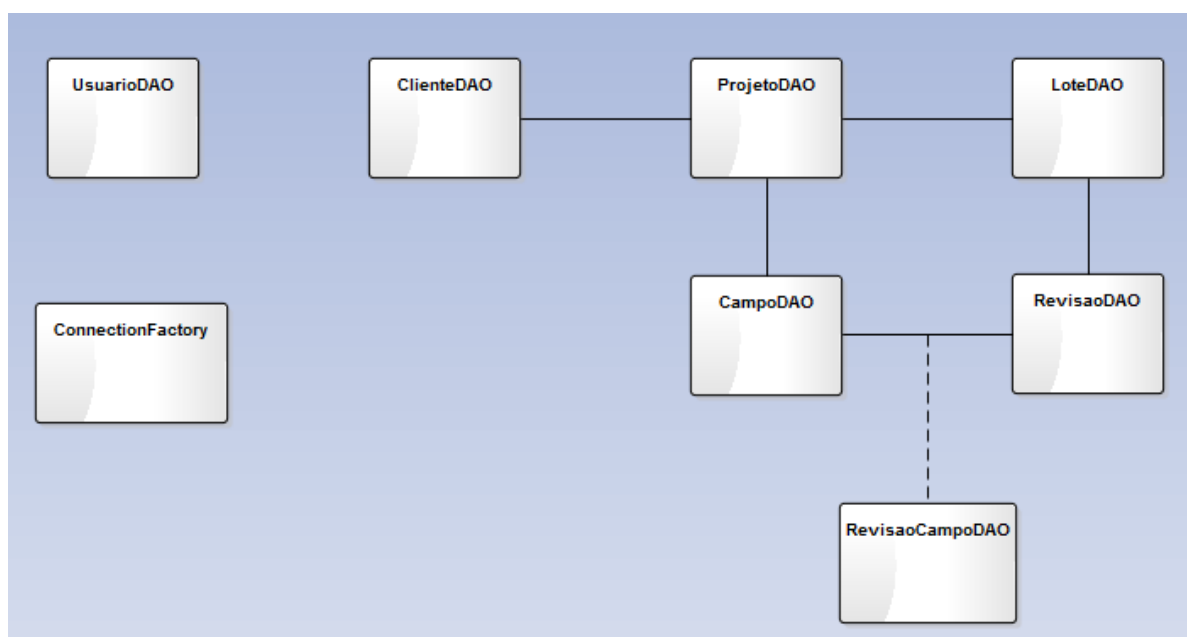 UsuarioDAO
ClienteDAO
ProjetoDAO
LoteDAO
ConnectionFactory
CampoDAO
RevisaoDAO
RevisaoCampoDAO